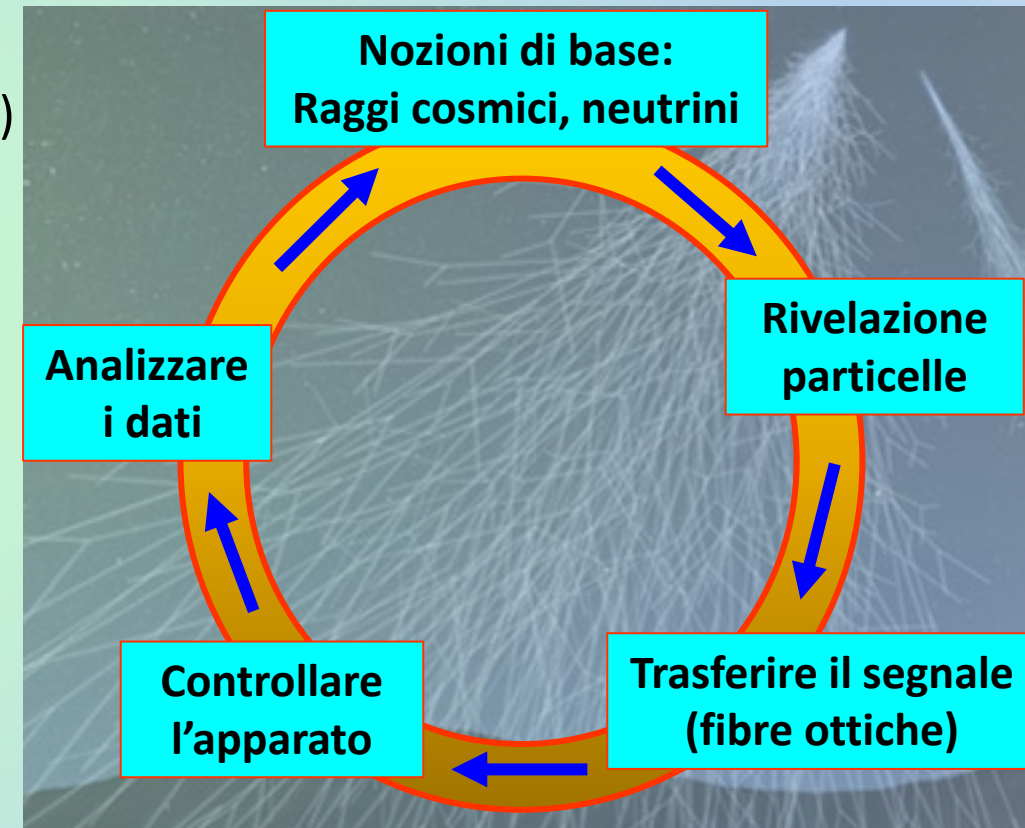 )
Nozioni di base:
Raggi cosmici, neutrini
Rivelazione
particelle
Trasferire il segnale
(fibre ottiche)
Controllare
l’apparato
Analizzare
i dati